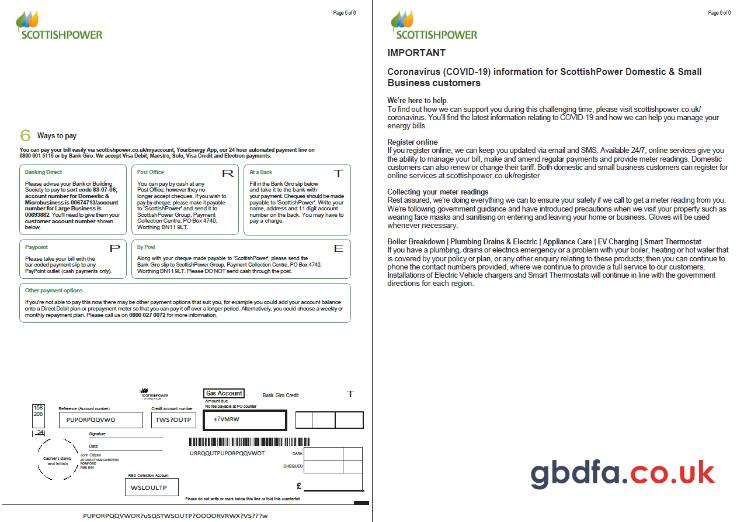 SCOTTISHPOWER
Page 5 of 6
6 Ways to pay
You can pay your bill easily via scottishpower.co.uk/myaccount, YourEnergy App, our 24 hour automated payment line on
0800 001 5115 or by Bank Giro. We accept Visa Debit, Maestro, Solo, Visa Credit and Electron payments.
Banking Direct
Please advise your Bank or Building
Society to pay to sort code 83-07-06,
account number for Domestic &
Microbusiness is 00674713/account
number for Large Business is
00693882. You'll need to give them your
customer account number shown
below.
Post Office R
You can pay by cash at any
Post Office, however they no
longer accept cheques. If you wish to
pay by cheque, please make it payable
to "ScottishPower" and send it to
ScottishPower Group, Payment
Collection Centre, PO Box 4740,
Worthing BN11 9LT.
At a Bank T
Fill in the Bank Giro slip below
and take it to the bank with
your payment. Cheques should be made
payable to "ScottishPower". Write your
name, address and 11 digit account
number on the back. You may have to
pay a charge.
Paypoint P
Please take your bill with the
bar coded payment slip to any
PayPoint outlet (cash payments only).
By Post E
Along with your cheque made payable to "ScottishPower", please send the
Bank Giro slip to ScottishPower Group, Payment Collection Centre, PO Box 4740,
Worthing BN11 9LT. Please DO NOT send cash through the post.
Other payment options
If you're not able to pay this now there may be other payment options that suit you, for example you could add your account balance
onto a Direct Debit plan or prepayment meter so that you can pay it off over a longer period. Alternatively, you could choose a weekly or
monthly repayment plan. Please call us on 0800 027 0072 for more information.
SCOTTISHPOWER
Gas Account
Bank Giro Credit T
Amount due
No fee payable at PO counter
Reference (Account number)
Credit account number
PUPORPQQVWO
TWS?OUTP
±7VMRW
Signature
Date
Cashier's stamp
and initials
John Citizen
URRQQUTPUPORPQQVWOT
CASH
CHEQUES
£
RBS Collection Account
WSLOULTP
Please do not write or mark below this line or fold this counterfoil
PUPORPQQVWOR?uSQSTWSOUTP?OOOORVRWX?VS???w
SCOTTISHPOWER
Page 6 of 6
IMPORTANT
Coronavirus (COVID-19) information for ScottishPower Domestic & Small
Business customers
We're here to help.
To find out how we can support you during this challenging time, please visit scottishpower.co.uk/
coronavirus. You'll find the latest information relating to COVID-19 and how we can help you manage your
energy bills.
Register online
If you register online, we can keep you updated via email and SMS. Available 24/7, online services give you
the ability to manage your bill, make and amend regular payments and provide meter readings. Domestic
customers can also renew or change their tariff. Both domestic and small business customers can register for
online services at scottishpower.co.uk/register
Collecting your meter readings
Rest assured, we're doing everything we can to ensure your safety if we call to get a meter reading from you.
We're following government guidance and have introduced precautions when we visit your property such as
wearing face masks and sanitising on entering and leaving your home or business. Gloves will be used
whenever necessary.
Boiler Breakdown | Plumbing Drains & Electric | Appliance Care | EV Charging | Smart Thermostat
If you have a plumbing, drains or electrics emergency or a problem with your boiler, heating or hot water that
is covered by your policy or plan, or any other enquiry relating to these products; then you can continue to
phone the contact numbers provided, where we continue to provide a full service to our customers.
Installations of Electric Vehicle chargers and Smart Thermostats will continue in line with the government
directions for each region.
gbdfa.co.uk